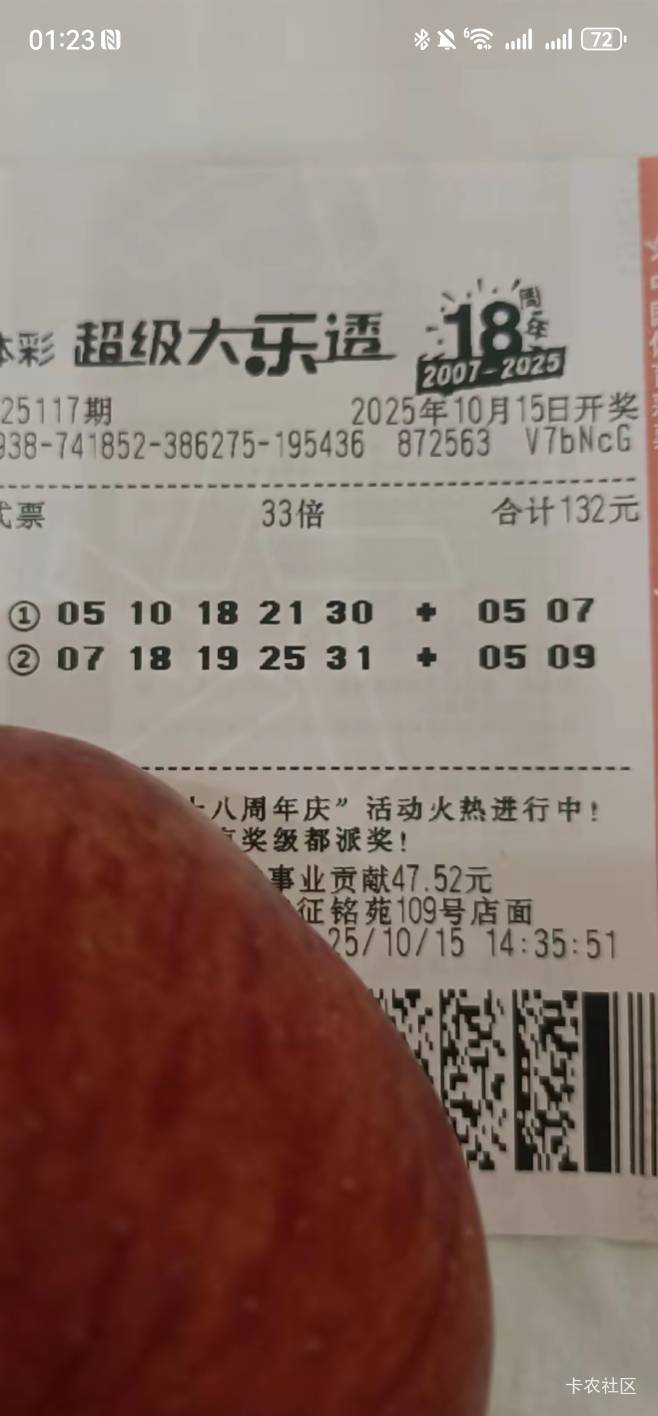 01:23 72
体彩 超级大乐透 18周年
2007-2025
25117期 2025年10月15日开奖
938-741852-386275-195436 872563 V7bNcG
式票 33倍 合计132元
① 05 10 18 21 30 + 05 07
② 07 18 19 25 31 + 05 09
十八周年庆”活动火热进行中!
奖级都派奖!
事业贡献47.52元
征铭苑109号店面
25/10/15 14:35:51
卡农社区